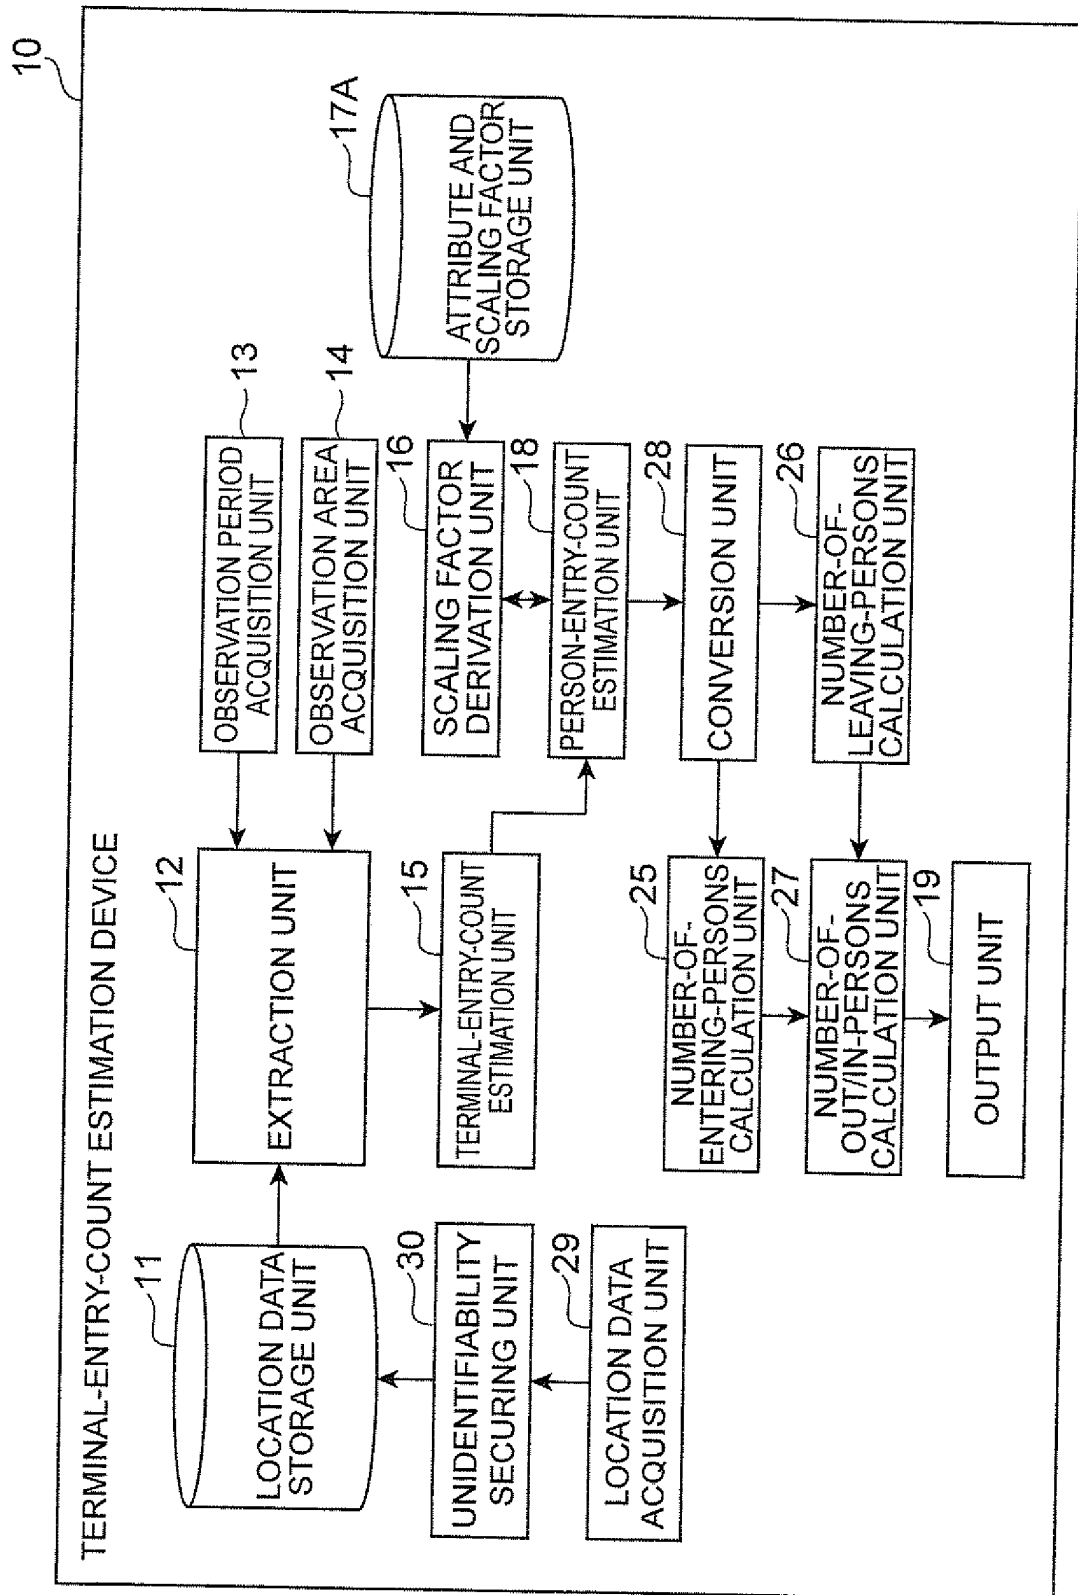 10
TERMINAL-ENTRY-COUNT ESTIMATION DEVICE
11
LOCATION DATA
STORAGE UNIT
30
UNIDENTIFIABILITY
SECURING UNIT
29
LOCATION DATA
ACQUISITION UNIT
12
EXTRACTION UNIT
15
TERMINAL-ENTRY-COUNT
ESTIMATION UNIT
25
NUMBER-OF-
ENTERING-PERSONS
CALCULATION UNIT
27
NUMBER-OF-
OUT/IN-PERSONS
CALCULATION UNIT
19
OUTPUT UNIT
13
OBSERVATION PERIOD
ACQUISITION UNIT
14
OBSERVATION AREA
ACQUISITION UNIT
16
SCALING FACTOR
DERIVATION UNIT
18
PERSON-ENTRY-COUNT
ESTIMATION UNIT
28
CONVERSION UNIT
26
NUMBER-OF-
LEAVING-PERSONS
CALCULATION UNIT
17A
ATTRIBUTE AND
SCALING FACTOR
STORAGE UNIT